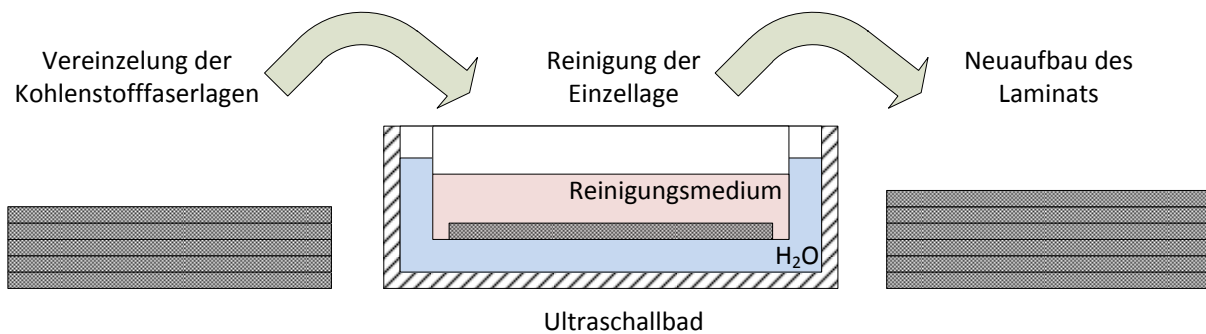 Vereinzelung der
Kohlenstofffaserlagen
Reinigung der
Einzellage
Neuaufbau des
Laminats
Reinigungsmedium
H₂O
Ultraschallbad